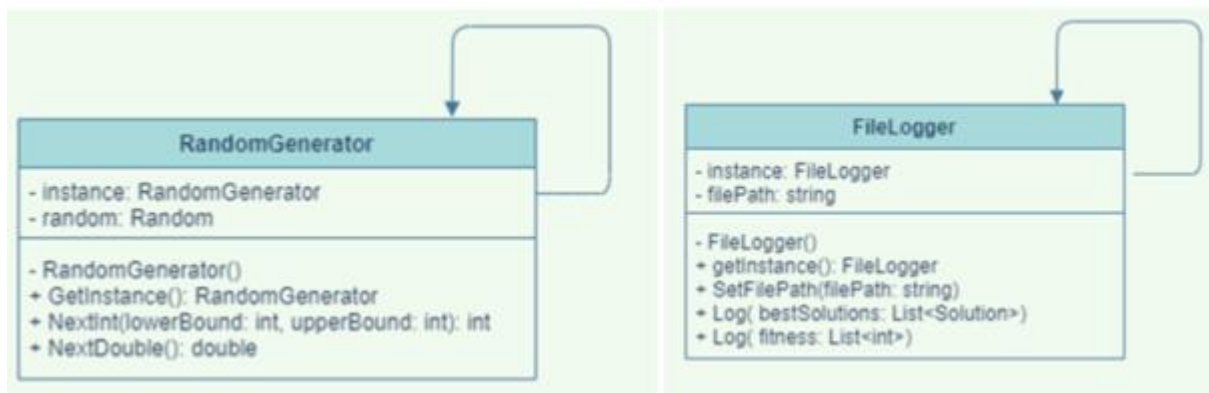 RandomGenerator
- instance: RandomGenerator
- random: Random
- RandomGenerator()
+ GetInstance(): RandomGenerator
+ NextInt(lowerBound: int, upperBound: int): int
+ NextDouble(): double
FileLogger
- instance: FileLogger
- filePath: string
- FileLogger()
+ getInstance(): FileLogger
+ SetFilePath(filePath: string)
+ Log( bestSolutions: List<Solution>)
+ Log( fitness: List<int>)